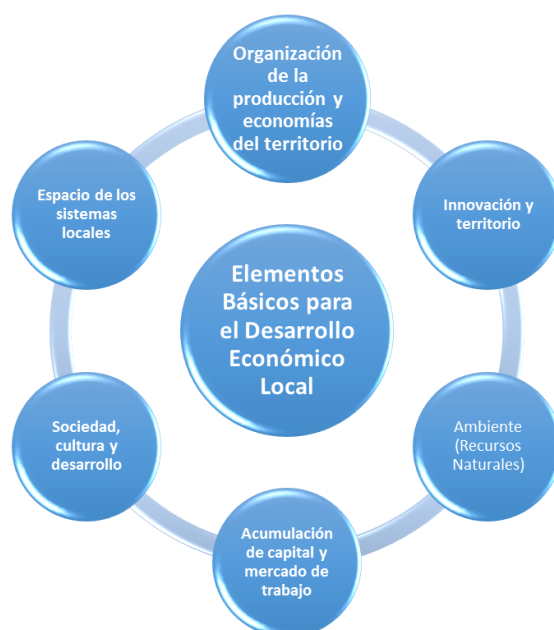 Organización
de la
producción y
economías
del territorio
Innovación y
territorio
Ambiente
(Recursos
Naturales)
Acumulación
de capital y
mercado de
trabajo
Sociedad,
cultura y
desarrollo
Espacio de los
sistemas
locales
Elementos
Básicos para
el Desarrollo
Económico
Local